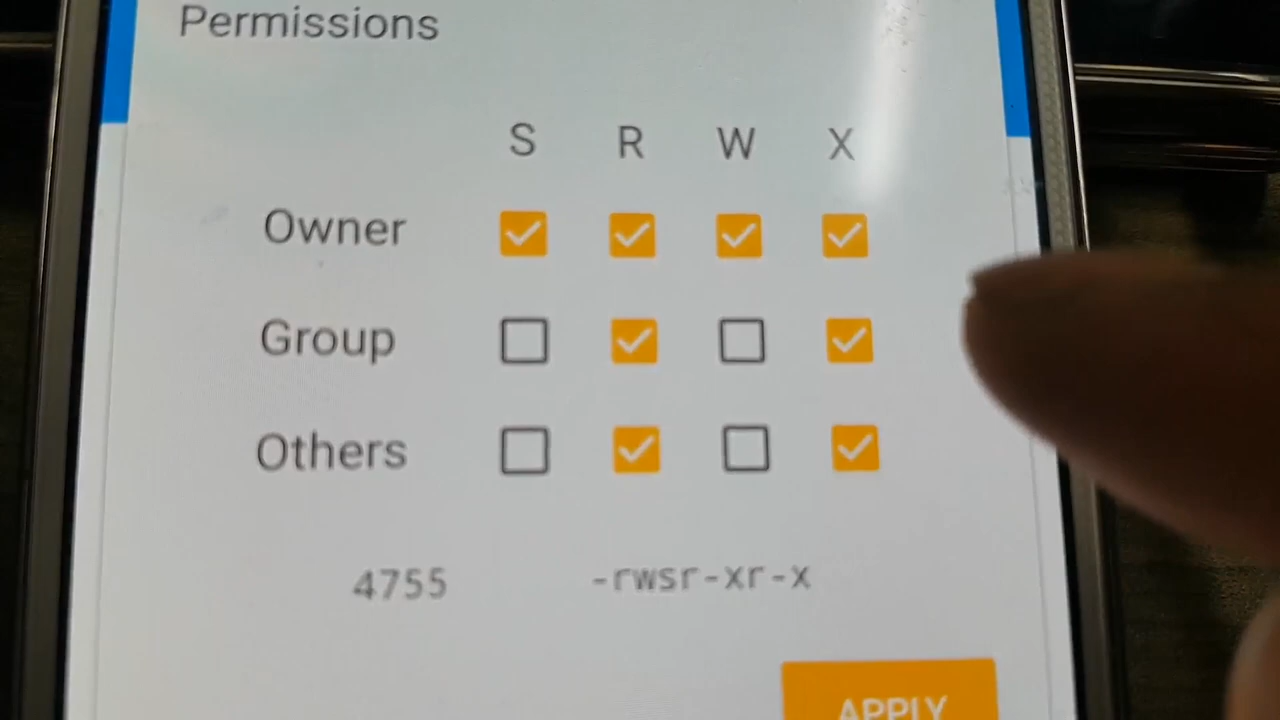 Permissions
S R W X
Owner
Group
Others
4755 -rwsr-xr-x
APPLY